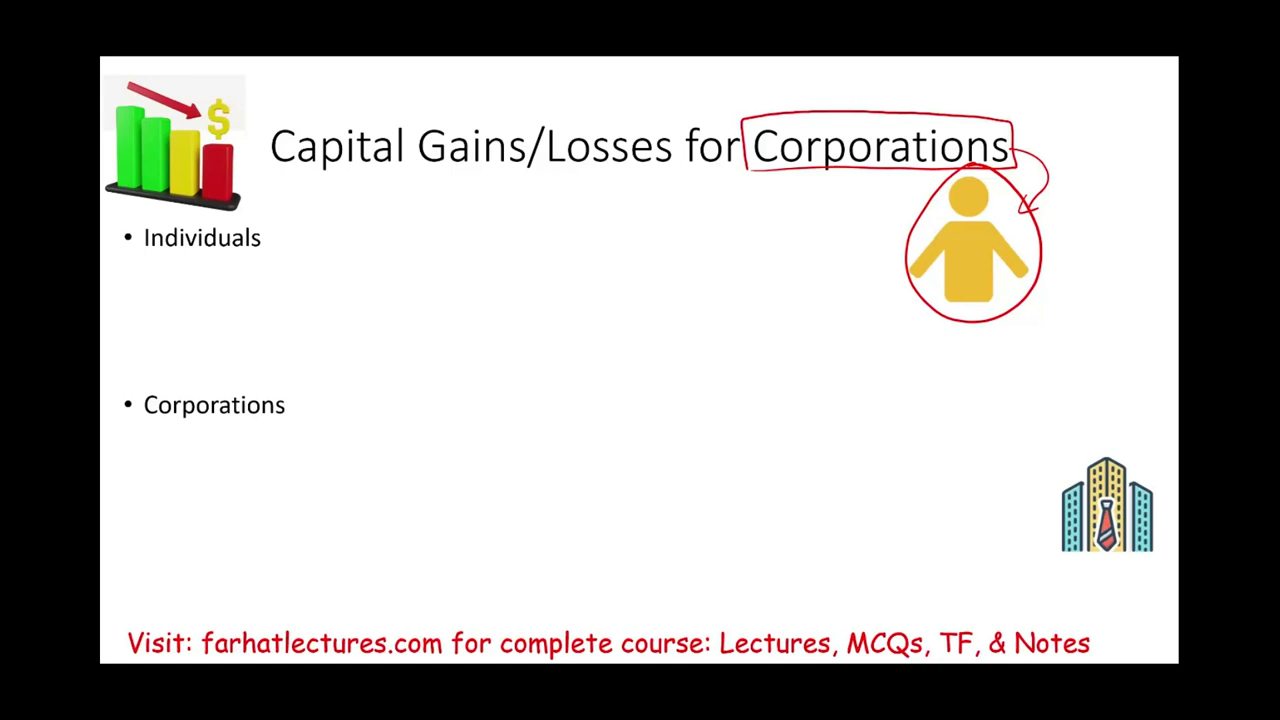 Capital Gains/Losses for Corporations
$
• Individuals
• Corporations
Visit: farhatlectures.com for complete course: Lectures, MCQs, TF, & Notes